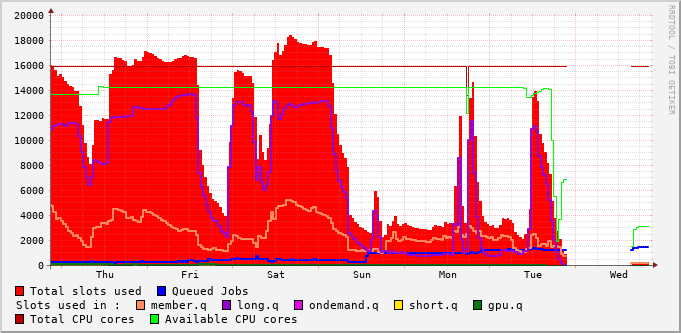 RRDTOOL / TOBI OETIKER
20000
18000
16000
14000
12000
10000
8000
6000
4000
2000
0
Thu Fri Sat Sun Mon Tue Wed
Total slots used Queued Jobs
Slots used in : member.q long.q ondemand.q short.q gpu.q
Total CPU cores Available CPU cores